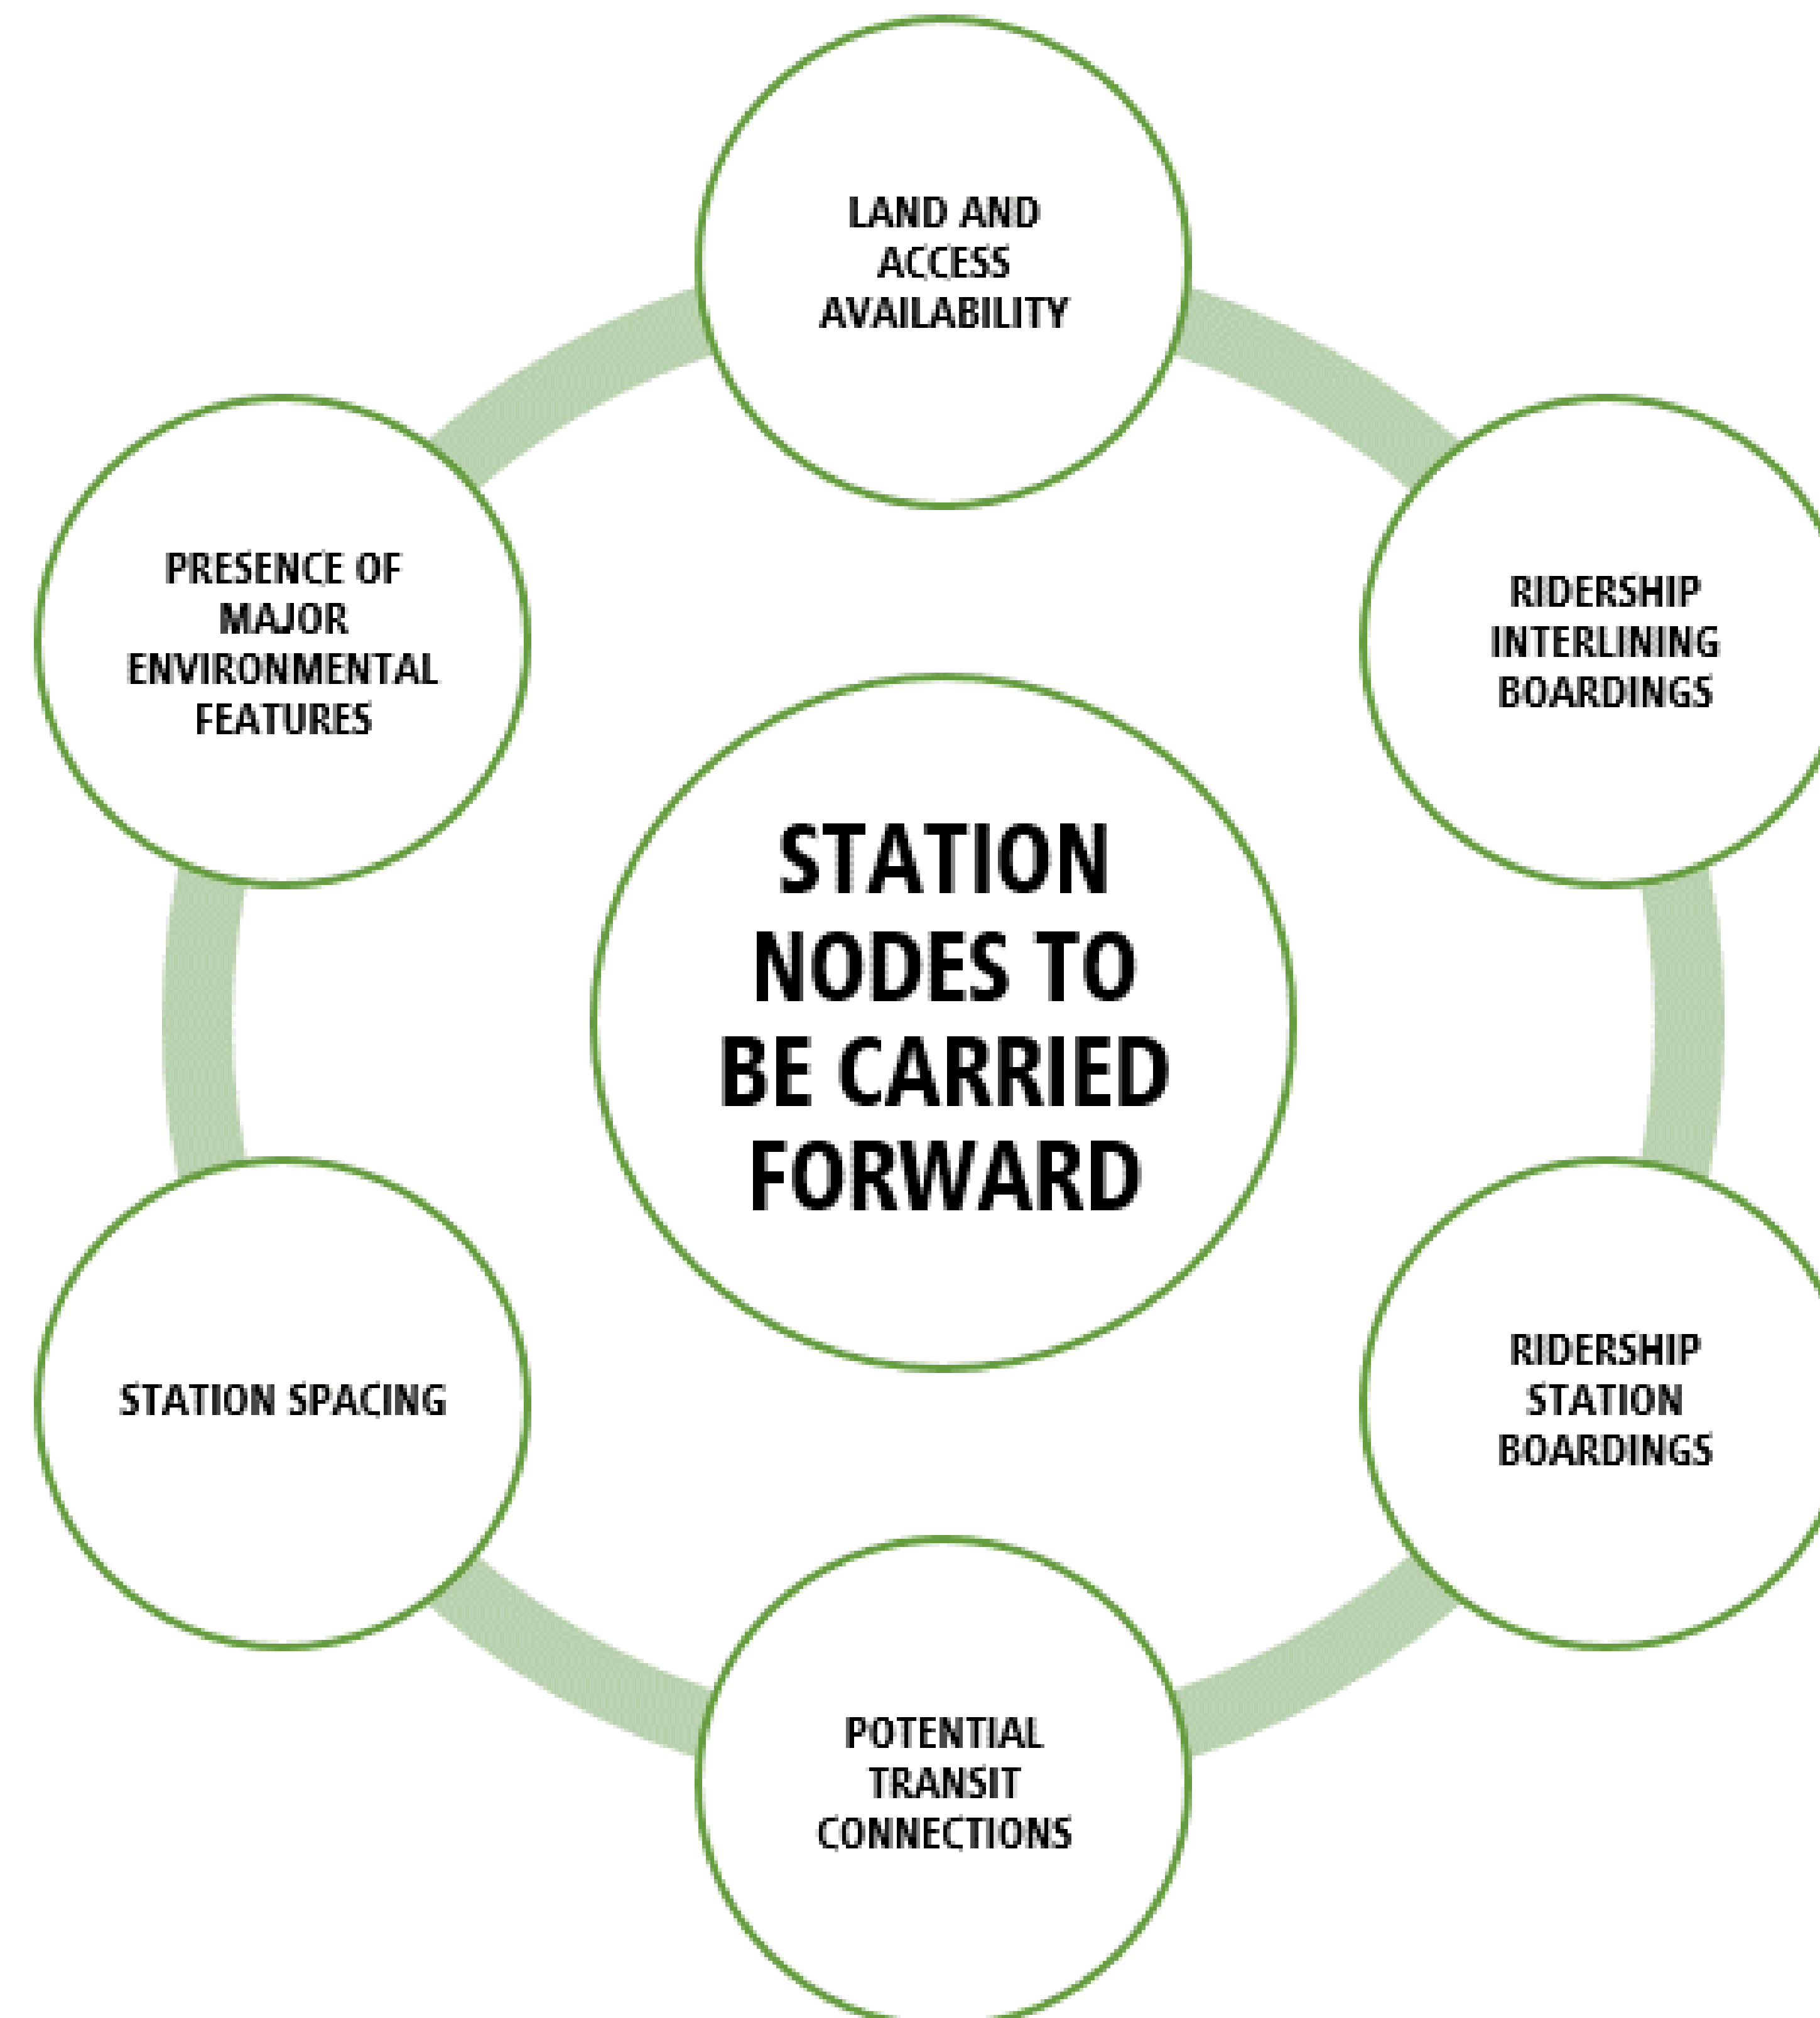 LAND AND
ACCESS
AVAILABILITY
RIDERSHIP
INTERLINING
BOARDINGS
RIDERSHIP
STATION
BOARDINGS
POTENTIAL
TRANSIT
CONNECTIONS
STATION SPACING
PRESENCE OF
MAJOR
ENVIRONMENTAL
FEATURES
STATION
NODES TO
BE CARRIED
FORWARD